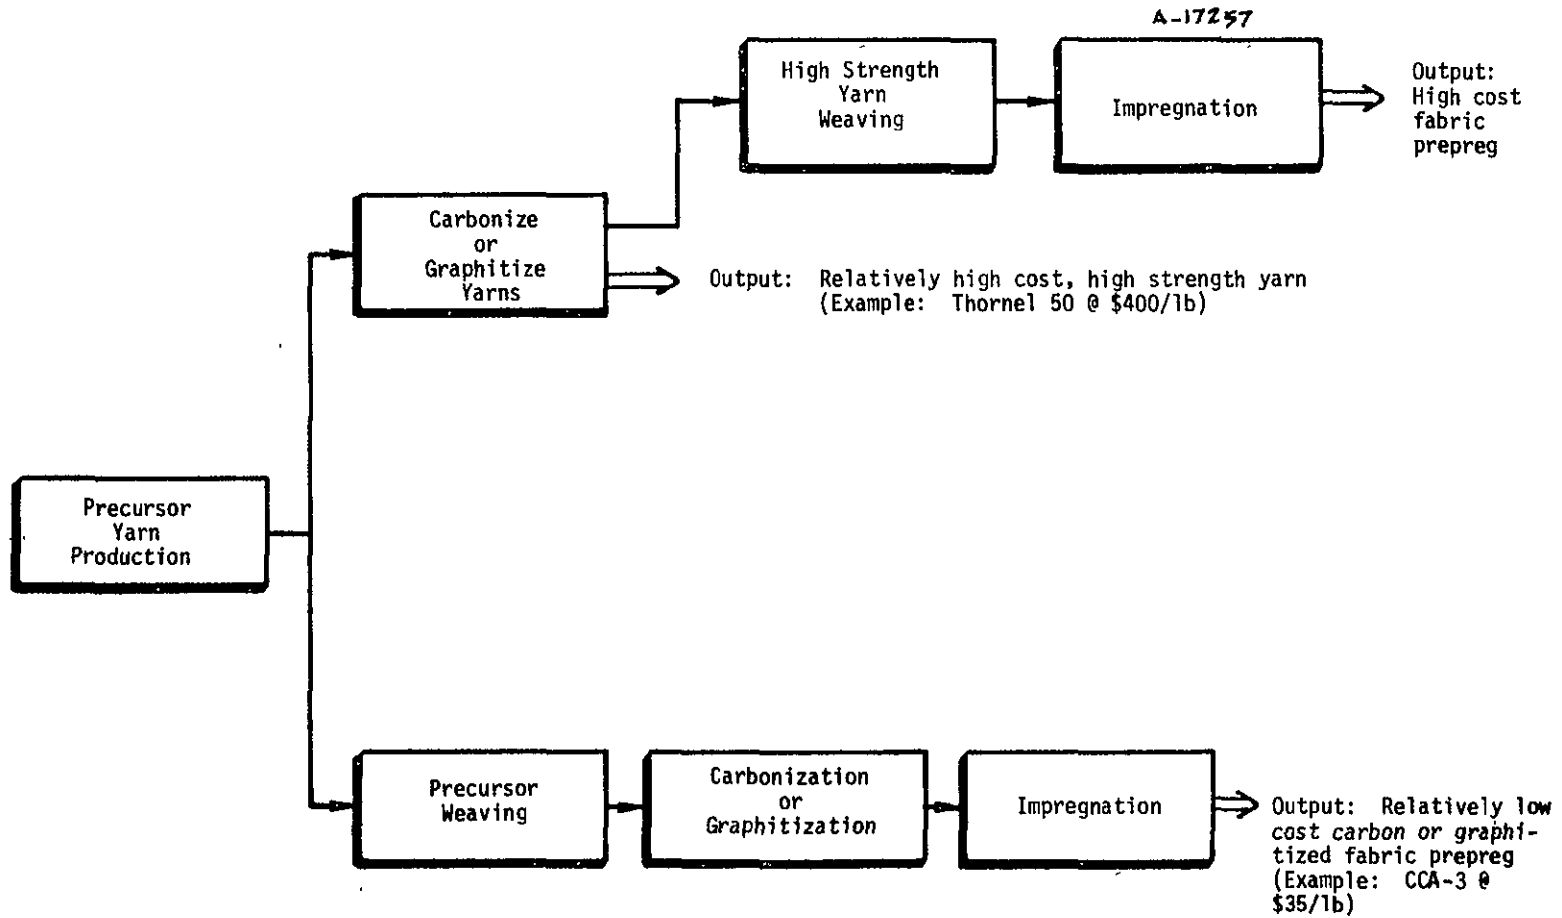 A-17257
High Strength
Yarn
Weaving
Impregnation
Output:
High cost
fabric
prepreg
Carbonize
or
Graphitize
Yarns
Output: Relatively high cost, high strength yarn
(Example: Thornel 50 @ $400/lb)
Precursor
Yarn
Production
Precursor
Weaving
Carbonization
or
Graphitization
Impregnation
Output: Relatively low
cost carbon or graphi-
tized fabric prepreg
(Example: CCA-3 @
$35/lb)